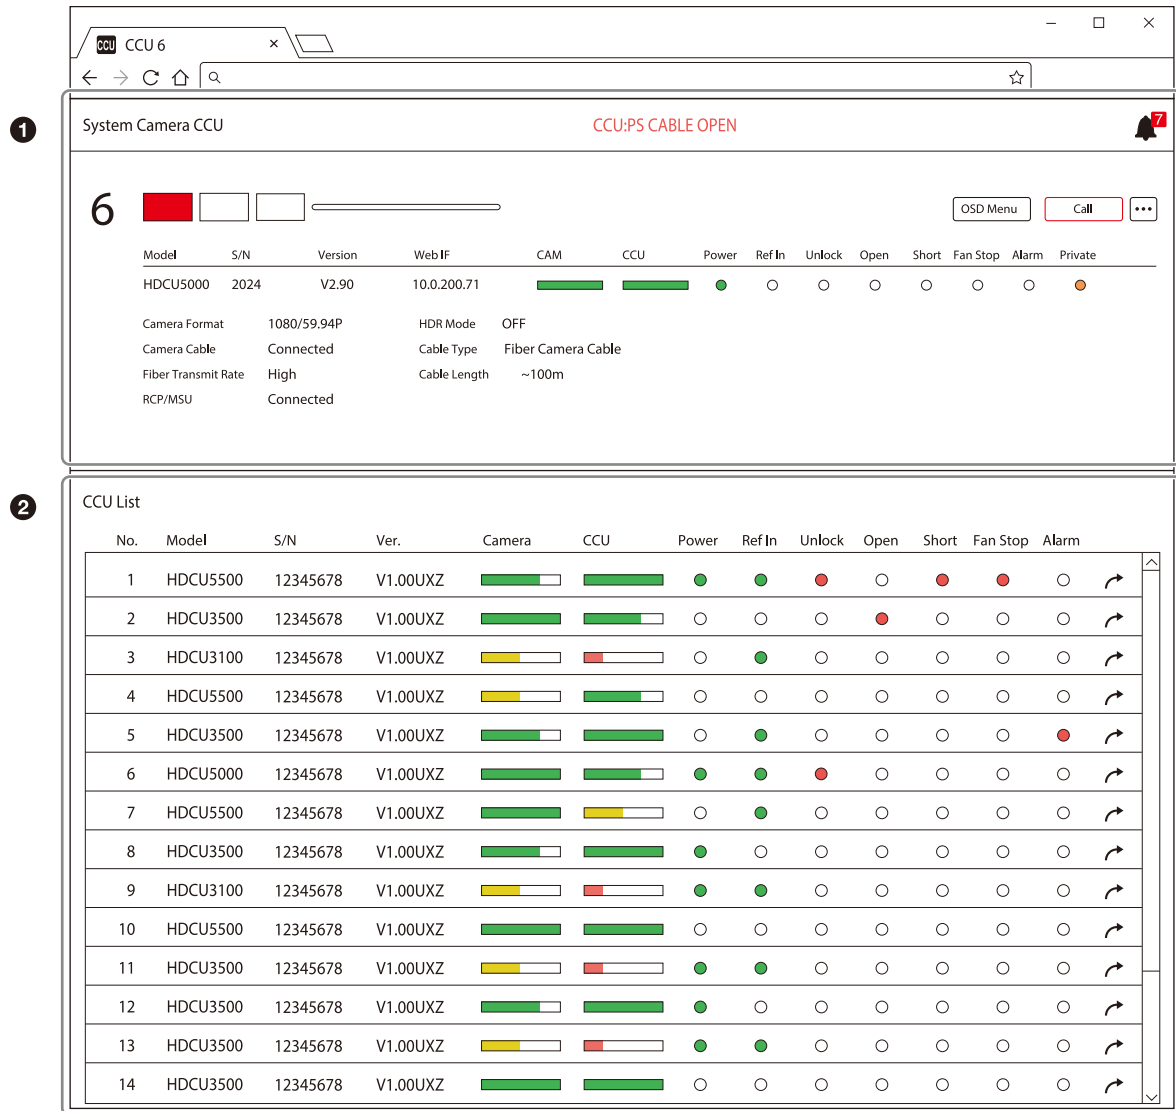 CCU CCU 6
1
System Camera CCU CCU:PS CABLE OPEN 7
6 OSD Menu Call
Model S/N Version Web IF CAM CCU Power Ref In Unlock Open Short Fan Stop Alarm Private
HDCU5000 2024 V2.90 10.0.200.71
Camera Format 1080/59.94P HDR Mode OFF
Camera Cable Connected Cable Type Fiber Camera Cable
Fiber Transmit Rate High Cable Length ~100m
RCP/MSU Connected
2
CCU List
No. Model S/N Ver. Camera CCU Power Ref In Unlock Open Short Fan Stop Alarm
1 HDCU5500 12345678 V1.00UXZ
2 HDCU3500 12345678 V1.00UXZ
3 HDCU3100 12345678 V1.00UXZ
4 HDCU5500 12345678 V1.00UXZ
5 HDCU3500 12345678 V1.00UXZ
6 HDCU5000 12345678 V1.00UXZ
7 HDCU5500 12345678 V1.00UXZ
8 HDCU3500 12345678 V1.00UXZ
9 HDCU3100 12345678 V1.00UXZ
10 HDCU5500 12345678 V1.00UXZ
11 HDCU3500 12345678 V1.00UXZ
12 HDCU3500 12345678 V1.00UXZ
13 HDCU3500 12345678 V1.00UXZ
14 HDCU3500 12345678 V1.00UXZ